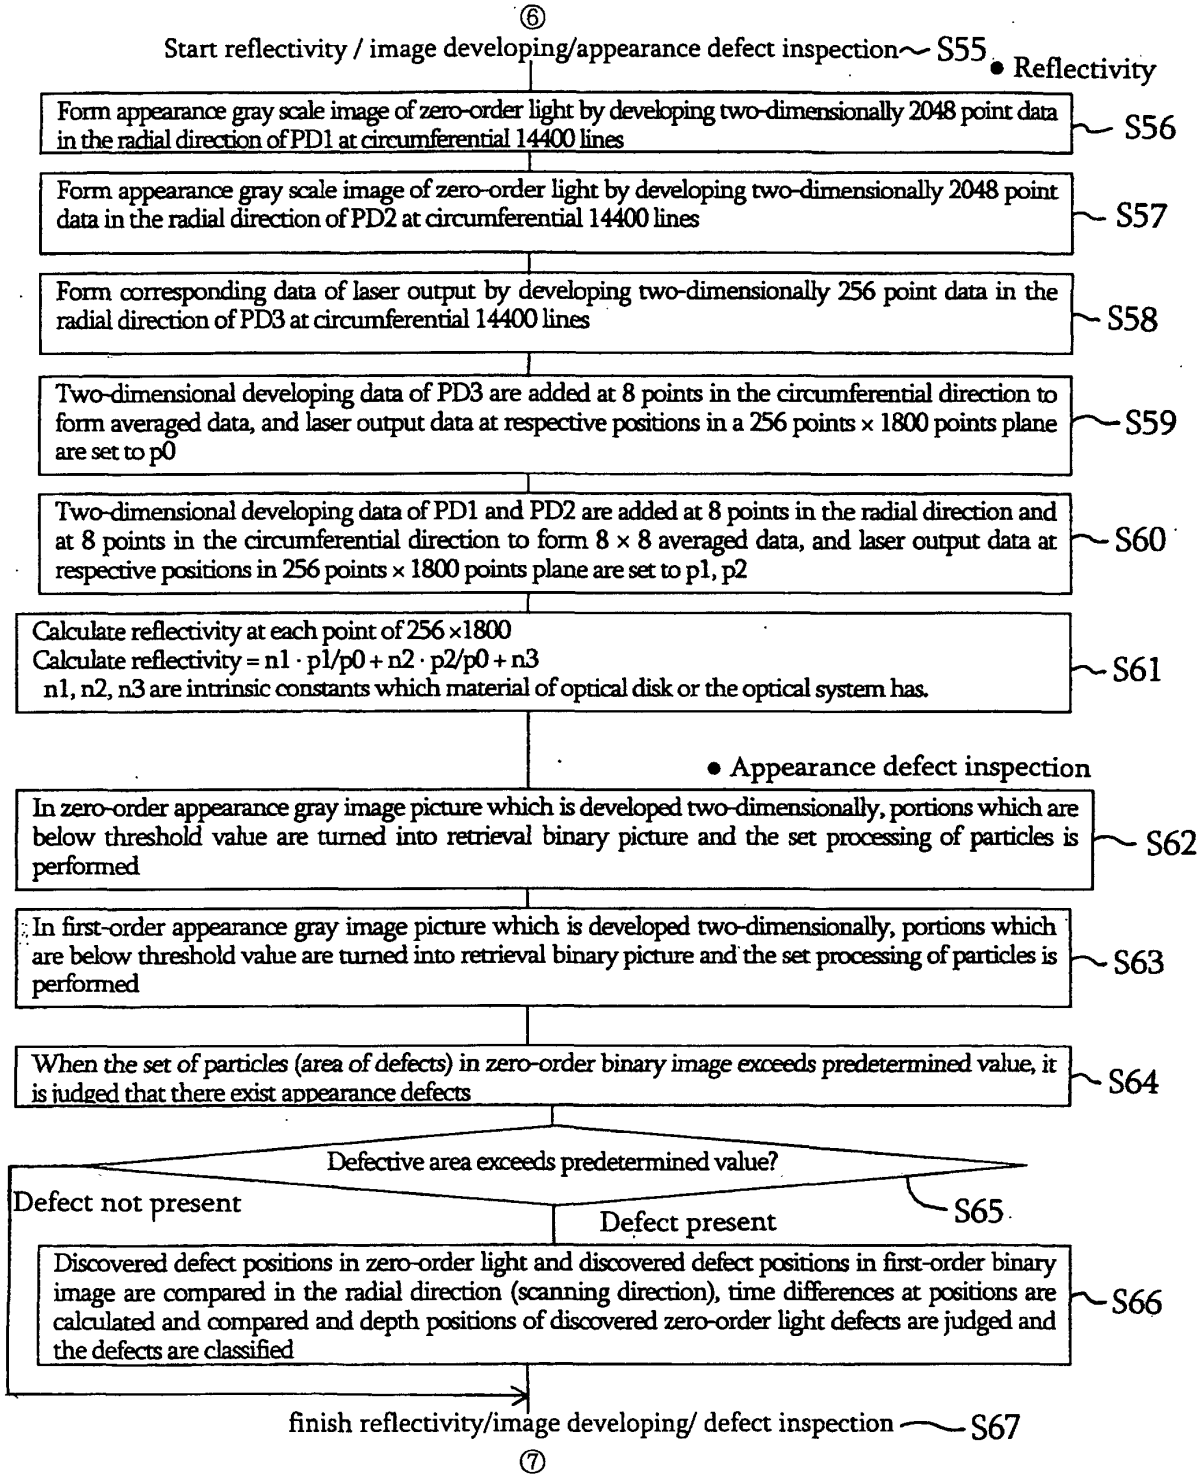 ⑥
Start reflectivity / image developing/appearance defect inspection S55
● Reflectivity
Form appearance gray scale image of zero-order light by developing two-dimensionally 2048 point data
in the radial direction of PD1 at circumferential 14400 lines
S56
Form appearance gray scale image of zero-order light by developing two-dimensionally 2048 point
data in the radial direction of PD2 at circumferential 14400 lines
S57
Form corresponding data of laser output by developing two-dimensionally 256 point data in the
radial direction of PD3 at circumferential 14400 lines
S58
Two-dimensional developing data of PD3 are added at 8 points in the circumferential direction to
form averaged data, and laser output data at respective positions in a 256 points × 1800 points plane
are set to p0
S59
Two-dimensional developing data of PD1 and PD2 are added at 8 points in the radial direction and
at 8 points in the circumferential direction to form 8 × 8 averaged data, and laser output data at
respective positions in 256 points × 1800 points plane are set to p1, p2
S60
Calculate reflectivity at each point of 256 ×1800
Calculate reflectivity = n1 · p1/p0 + n2 · p2/p0 + n3
n1, n2, n3 are intrinsic constants which material of optical disk or the optical system has.
S61
● Appearance defect inspection
In zero-order appearance gray image picture which is developed two-dimensionally, portions which are
below threshold value are turned into retrieval binary picture and the set processing of particles is
performed
S62
In first-order appearance gray image picture which is developed two-dimensionally, portions which
are below threshold value are turned into retrieval binary picture and the set processing of particles is
performed
S63
When the set of particles (area of defects) in zero-order binary image exceeds predetermined value, it
is judged that there exist appearance defects
S64
Defective area exceeds predetermined value?
S65
Defect not present
Defect present
Discovered defect positions in zero-order light and discovered defect positions in first-order binary
image are compared in the radial direction (scanning direction), time differences at positions are
calculated and compared and depth positions of discovered zero-order light defects are judged and
the defects are classified
S66
finish reflectivity/image developing/ defect inspection S67
⑦